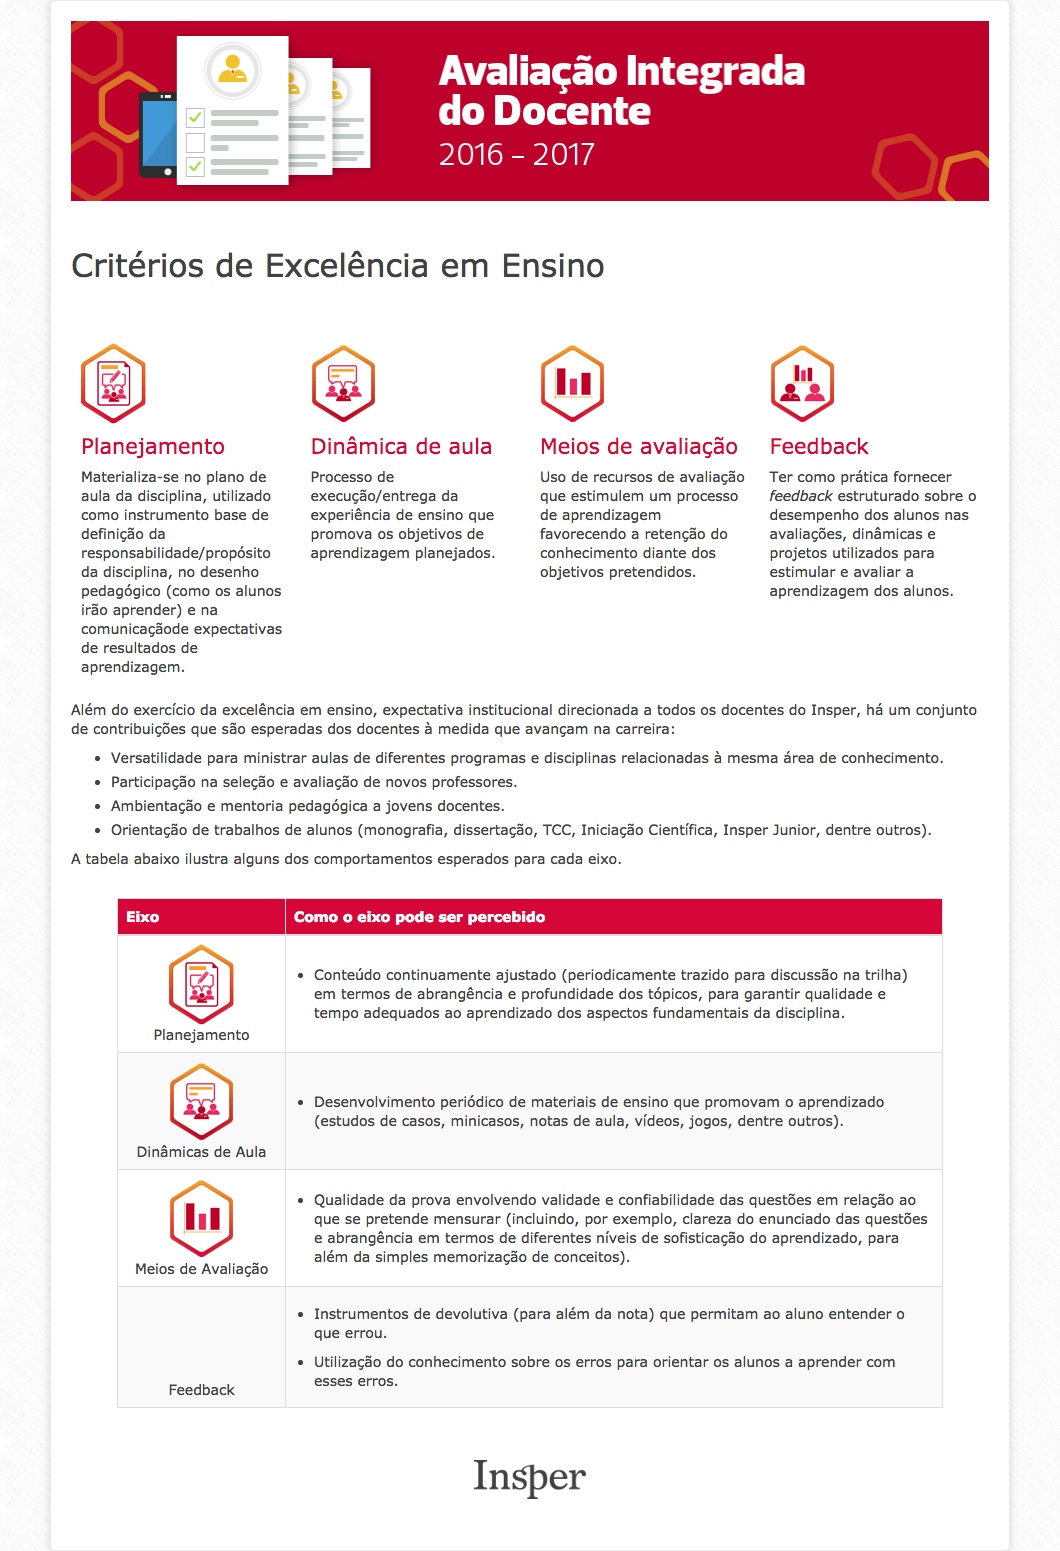 Avaliação Integrada
do Docente
2016 – 2017
Critérios de Excelência em Ensino
Planejamento
Materializa-se no plano de
aula da disciplina, utilizado
como instrumento base de
definição da
responsabilidade/propósito
da disciplina, no desenho
pedagógico (como os alunos
irão aprender) e na
comunicaçãode expectativas
de resultados de
aprendizagem.
Dinâmica de aula
Processo de
execução/entrega da
experiência de ensino que
promova os objetivos de
aprendizagem planejados.
Meios de avaliação
Uso de recursos de avaliação
que estimulem um processo
de aprendizagem
favorecendo a retenção do
conhecimento diante dos
objetivos pretendidos.
Feedback
Ter como prática fornecer
feedback estruturado sobre o
desempenho dos alunos nas
avaliações, dinâmicas e
projetos utilizados para
estimular e avaliar a
aprendizagem dos alunos.
Além do exercício da excelência em ensino, expectativa institucional direcionada a todos os docentes do Insper, há um conjunto
de contribuições que são esperadas dos docentes à medida que avançam na carreira:
• Versatilidade para ministrar aulas de diferentes programas e disciplinas relacionadas à mesma área de conhecimento.
• Participação na seleção e avaliação de novos professores.
• Ambientação e mentoria pedagógica a jovens docentes.
• Orientação de trabalhos de alunos (monografia, dissertação, TCC, Iniciação Científica, Insper Junior, dentre outros).
A tabela abaixo ilustra alguns dos comportamentos esperados para cada eixo.
Eixo
Como o eixo pode ser percebido
Planejamento
• Conteúdo continuamente ajustado (periodicamente trazido para discussão na trilha)
em termos de abrangência e profundidade dos tópicos, para garantir qualidade e
tempo adequados ao aprendizado dos aspectos fundamentais da disciplina.
Dinâmicas de Aula
• Desenvolvimento periódico de materiais de ensino que promovam o aprendizado
(estudos de casos, minicasos, notas de aula, vídeos, jogos, dentre outros).
Meios de Avaliação
• Qualidade da prova envolvendo validade e confiabilidade das questões em relação ao
que se pretende mensurar (incluindo, por exemplo, clareza do enunciado das questões
e abrangência em termos de diferentes níveis de sofisticação do aprendizado, para
além da simples memorização de conceitos).
Feedback
• Instrumentos de devolutiva (para além da nota) que permitam ao aluno entender o
que errou.
• Utilização do conhecimento sobre os erros para orientar os alunos a aprender com
esses erros.
Insper